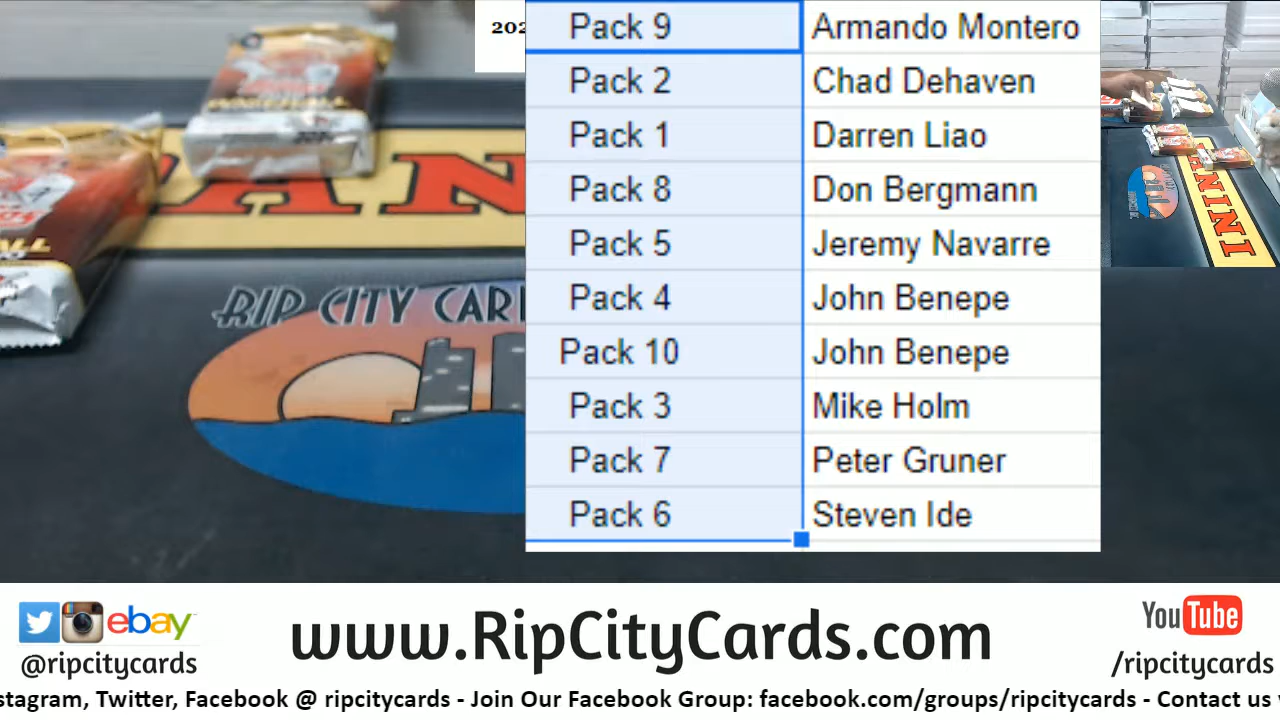 202
Pack 9 Armando Montero
Pack 2 Chad Dehaven
Pack 1 Darren Liao
Pack 8 Don Bergmann
Pack 5 Jeremy Navarre
Pack 4 John Benepe
Pack 10 John Benepe
Pack 3 Mike Holm
Pack 7 Peter Gruner
Pack 6 Steven Ide
ANINI
RIP CITY CAR
ebay
@ripcitycards
www.RipCityCards.com
YouTube
/ripcitycards
stagram, Twitter, Facebook @ ripcitycards - Join Our Facebook Group: facebook.com/groups/ripcitycards - Contact us